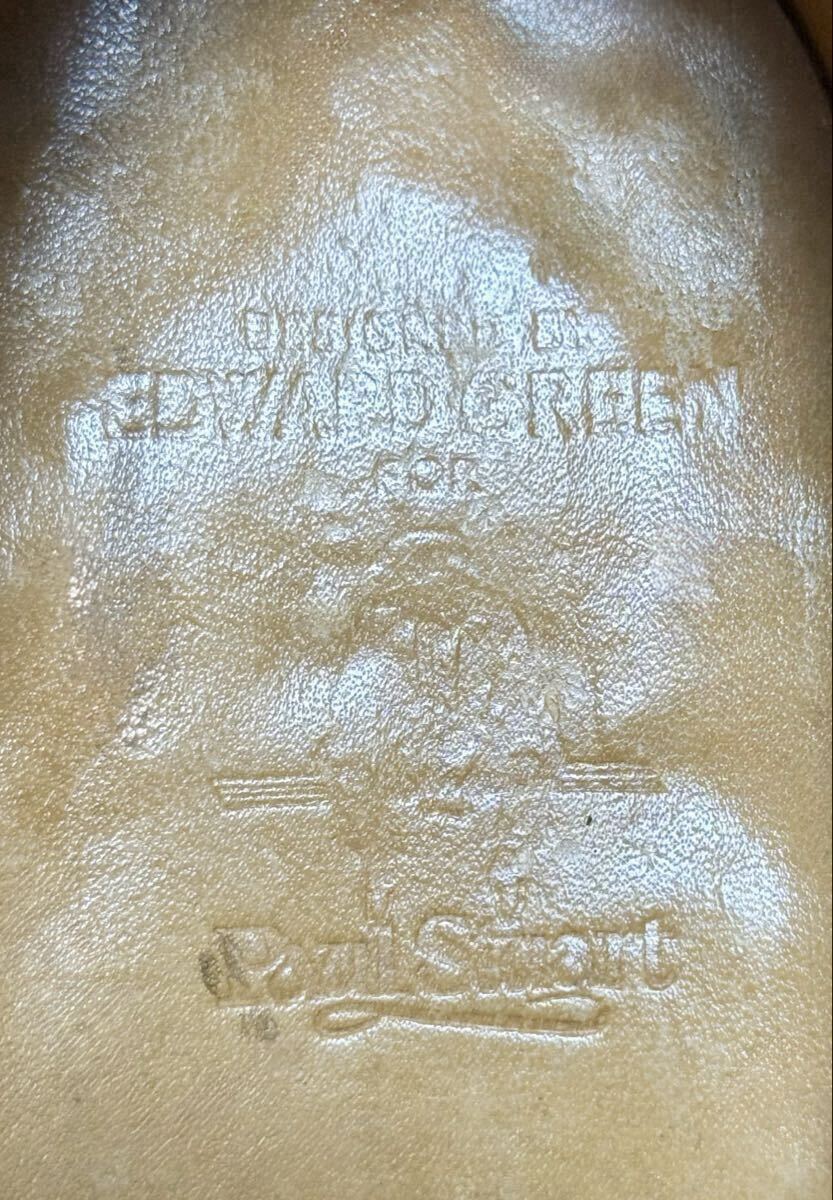 DESIGNED BY
EDWARD GREEN
FOR
Paul Stuart